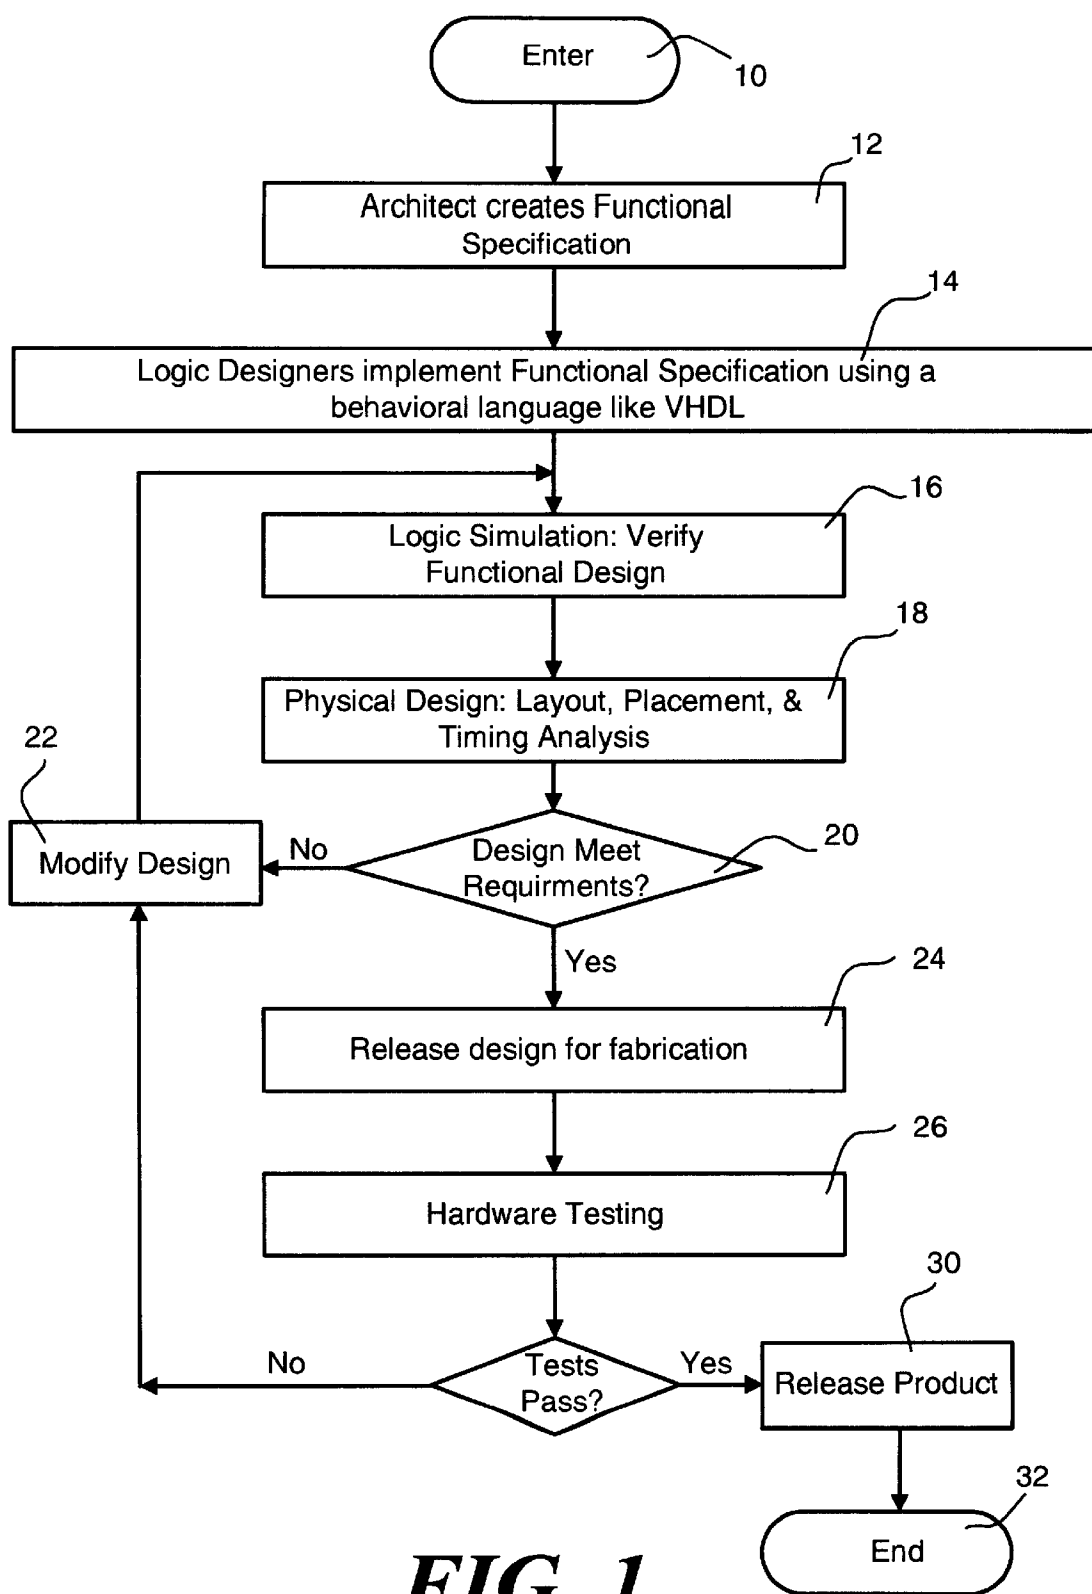 Enter
10
12
Architect creates Functional
Specification
14
Logic Designers implement Functional Specification using a
behavioral language like VHDL
16
Logic Simulation: Verify
Functional Design
18
Physical Design: Layout, Placement, &
Timing Analysis
22
Modify Design
No
Design Meet
Requirments?
20
Yes
24
Release design for fabrication
26
Hardware Testing
30
No
Tests
Pass?
Yes
Release Product
32
End
FIG. 1